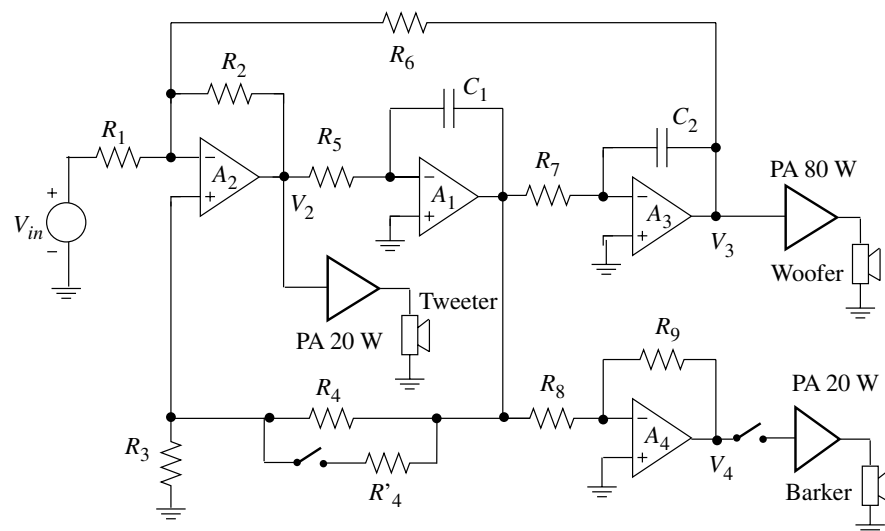 R6
R2
C1
R1
R5
C2
R7
−
A2
+
−
A1
+
PA 80 W
+
Vin
−
V2
−
A3
+
V3
Woofer
Tweeter
PA 20 W
R9
R4
R8
PA 20 W
R3
−
A4
+
V4
R’4
Barker